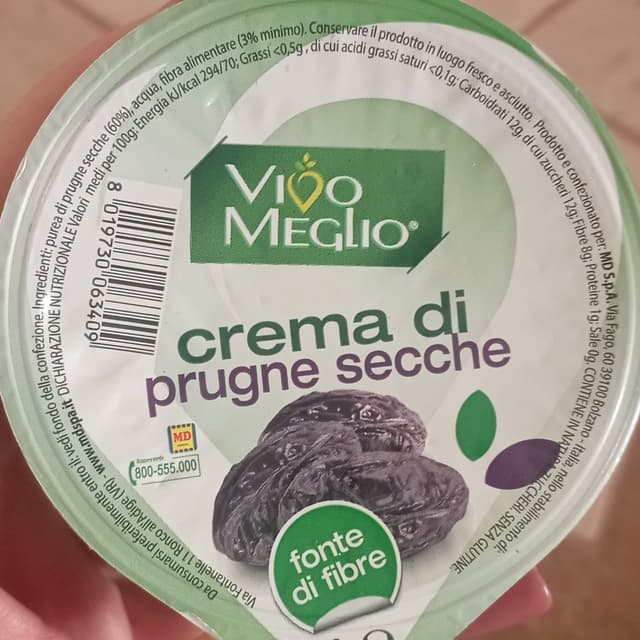 Da consumarsi preferibilmente entro il: vedi fondo della confezione. Ingredienti: purea di prugne secche (60%), acqua, fibra alimentare (3% minimo). Conservare il prodotto in luogo fresco e asciutto. Prodotto e confezionato per: MD S.p.A. Via Fago 60 391000 Bolzano - Italia, nello stabilimento di:
Via Fontanelle 11 Ronco all'Adige (VR) - www.mdspa.it DICHIARAZIONE NUTRIZIONALE Valori medi per 100g: Energia kJ/kcal 294/70; Grassi <0,5g, di cui acidi grassi saturi <0,1g; Carboidrati 12g, di cui zuccheri 12g; Fibre 8g; Proteine 1g; Sale 0g. CONTIENE IN NATURA ZUCCHERI. SENZA GLUTINE
VIVO
MEGLIO®
8 019730 063409
crema di
prugne secche
MD
800-555.000
fonte
di fibre